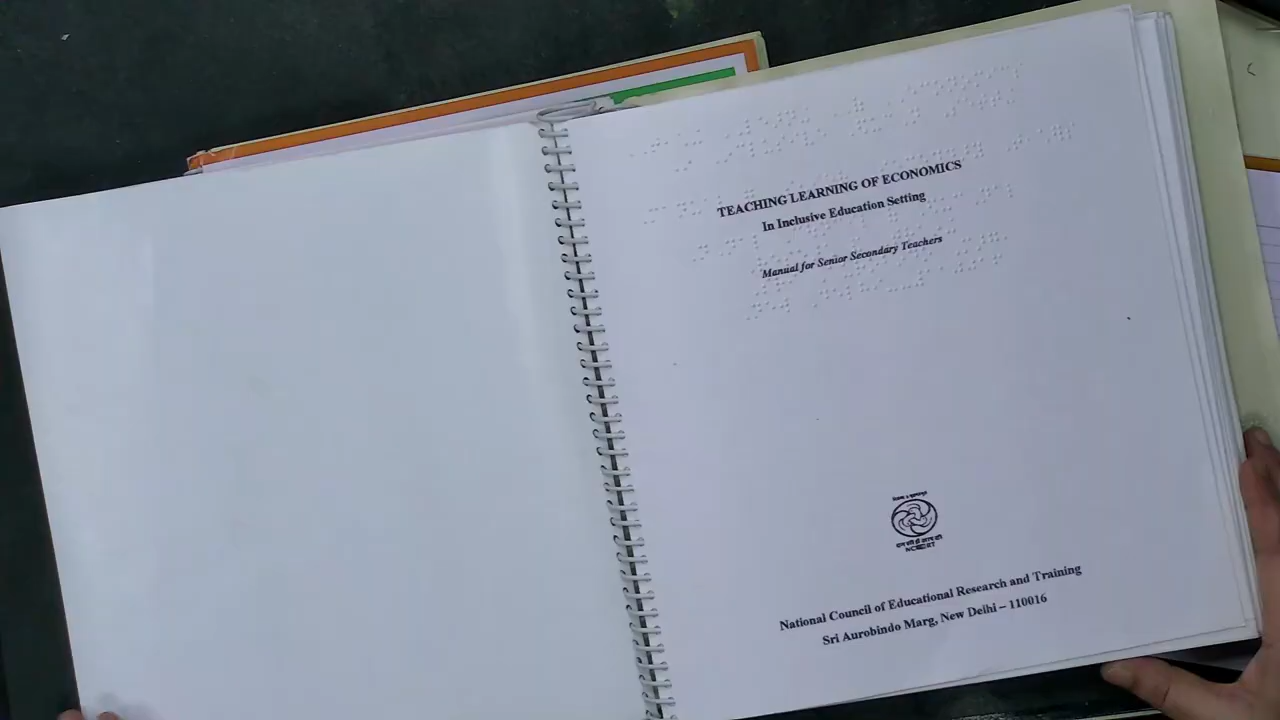 TEACHING LEARNING OF ECONOMICS
In Inclusive Education Setting
Manual for Senior Secondary Teachers
NCERT
National Council of Educational Research and Training
Sri Aurobindo Marg, New Delhi – 110016